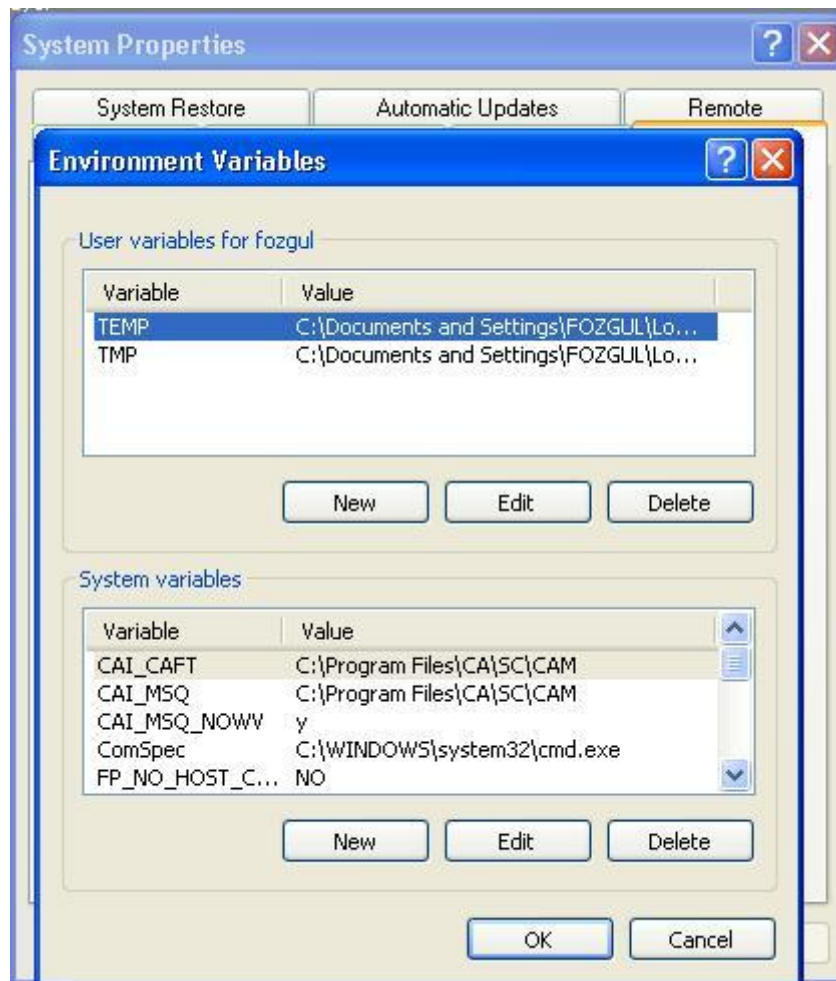 System Properties
System Restore Automatic Updates Remote
Environment Variables
User variables for fozgul
Variable Value
TEMP C:\Documents and Settings\FOZGUL\Lo...
TMP C:\Documents and Settings\FOZGUL\Lo...
New Edit Delete
System variables
Variable Value
CAI_CAFT C:\Program Files\CA\SC\CAM
CAI_MSQ C:\Program Files\CA\SC\CAM
CAI_MSQ_NOWV y
ComSpec C:\WINDOWS\system32\cmd.exe
FP_NO_HOST_C... NO
New Edit Delete
OK Cancel